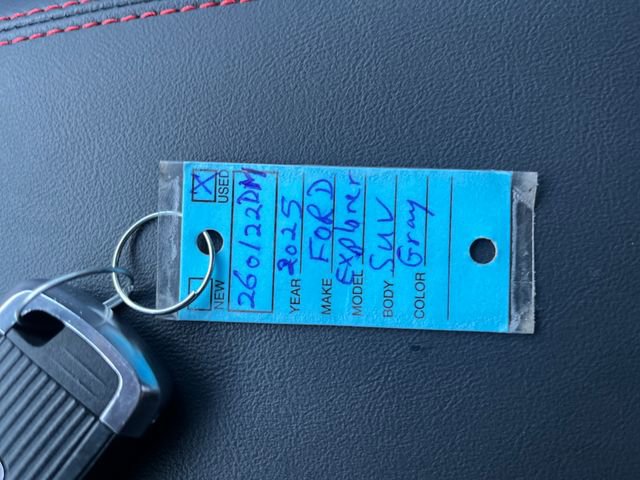 NEW X USED
260122DM
YEAR 2025
MAKE FORD
MODEL Explorer
BODY SUV
COLOR Gray